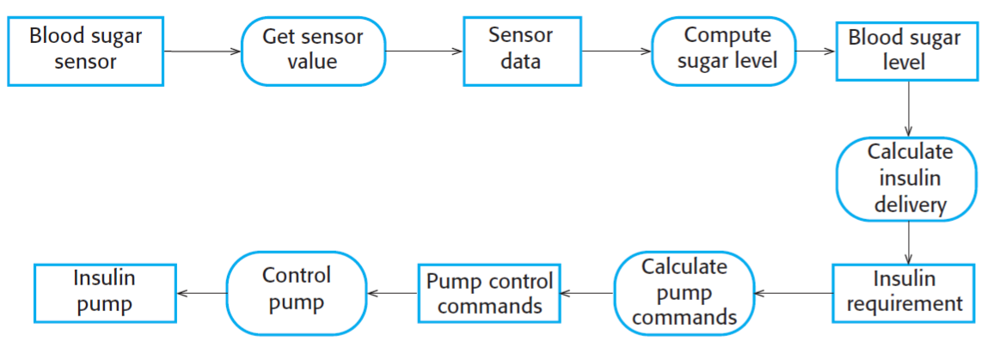 Blood sugar
sensor
Get sensor
value
Sensor
data
Compute
sugar level
Blood sugar
level
Calculate
insulin
delivery
Insulin
requirement
Calculate
pump
commands
Pump control
commands
Control
pump
Insulin
pump